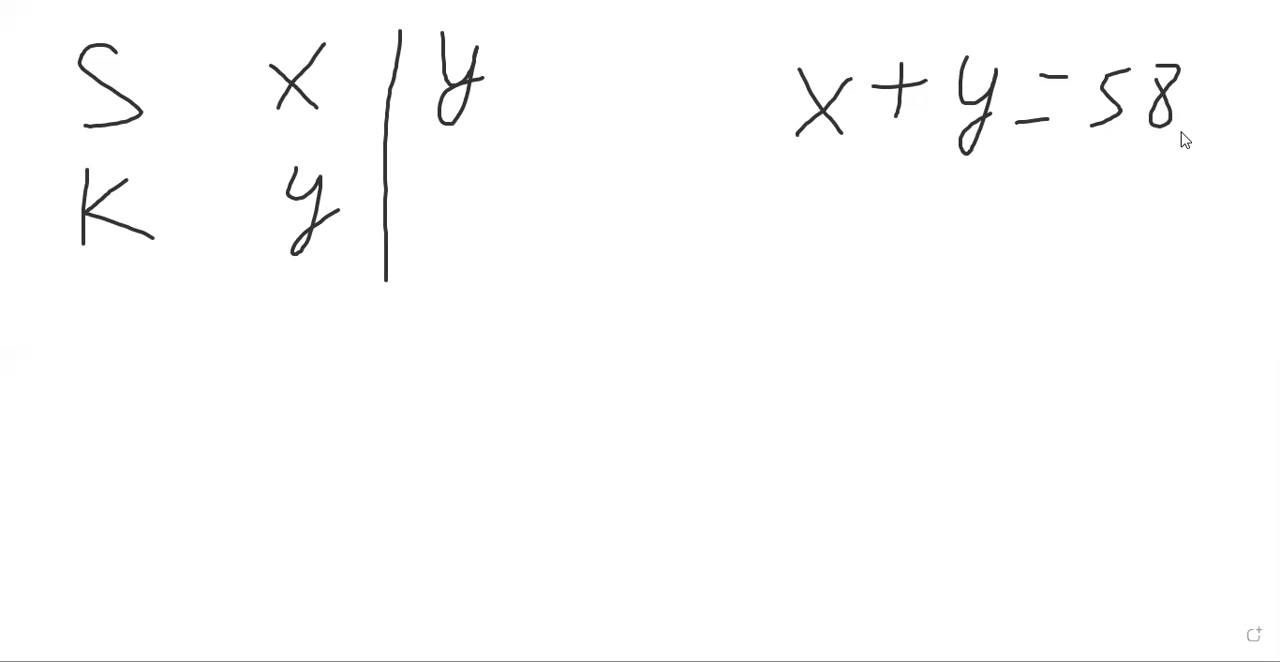 S x | y x + y = 58
K y |